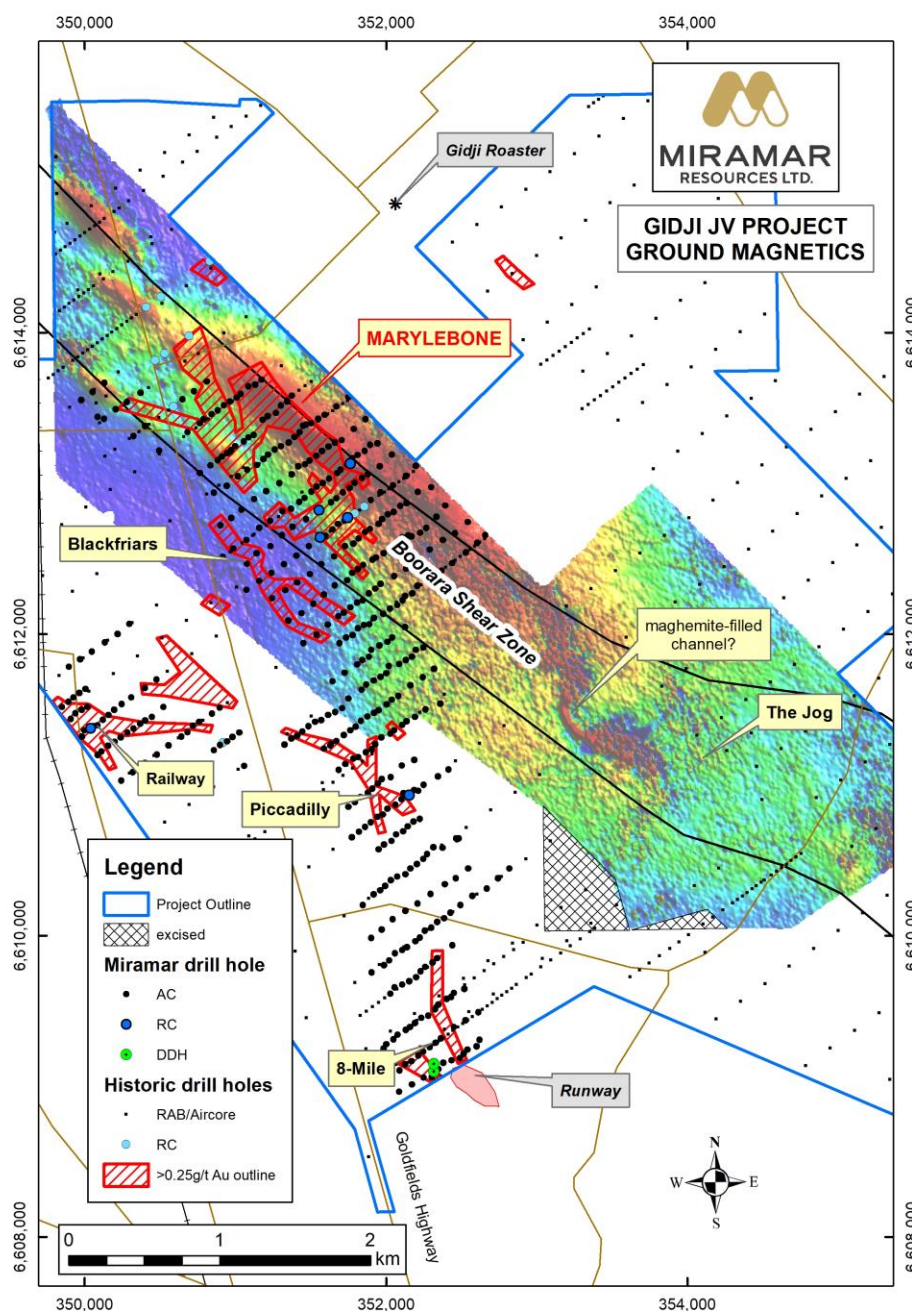 350,000
352,000
354,000
MIRAMAR
RESOURCES LTD.
Gidji Roaster
GIDJI JV PROJECT
GROUND MAGNETICS
6,614,000
6,614,000
MARYLEBONE
Blackfriars
Boorara Shear Zone
6,612,000
6,612,000
maghemite-filled
channel?
The Jog
Railway
Piccadilly
Legend
Project Outline
excised
Miramar drill hole
AC
RC
DDH
Historic drill holes
RAB/Aircore
RC
>0.25g/t Au outline
6,610,000
6,610,000
8-Mile
Runway
Goldfields Highway
N
W
E
S
6,608,000
6,608,000
0
1
2
km
350,000
352,000
354,000